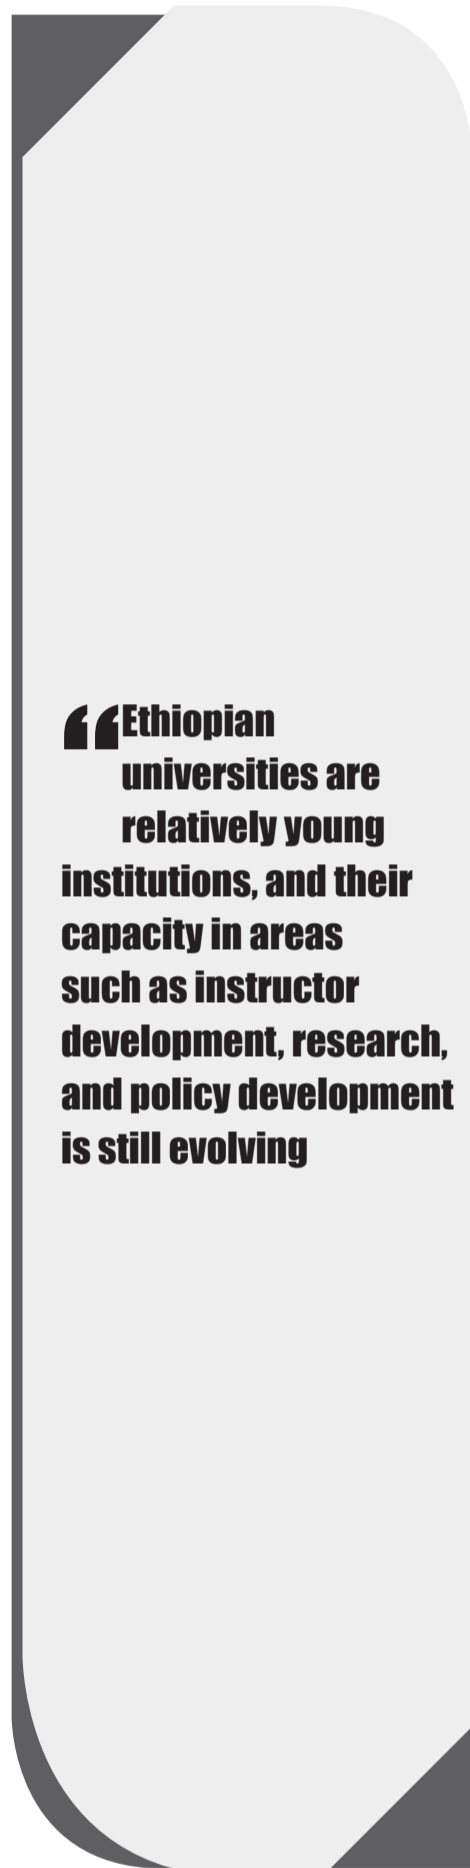 “Ethiopian
universities are
relatively young
institutions, and their
capacity in areas
such as instructor
development, research,
and policy development
is still evolving